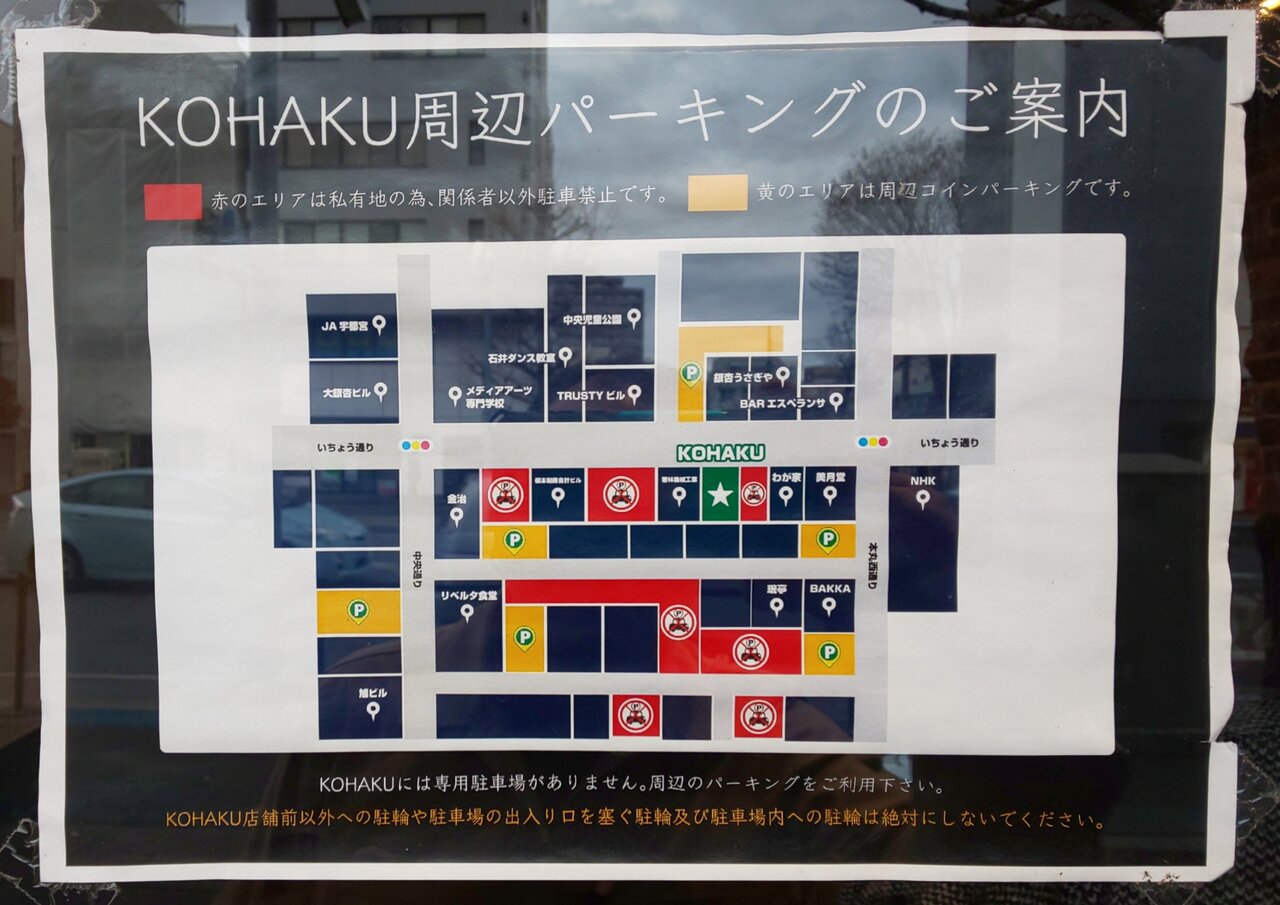 KOHAKU周辺パーキングのご案内
赤のエリアは私有地の為、関係者以外駐車禁止です。
黄のエリアは周辺コインパーキングです。
JA 宇都宮
中央児童公園
石井ダンス教室
大銀杏ビル
メディアアーツ
専門学校
TRUSTY ビル
P
銀杏うさぎや
BAR エスペランサ
いちょう通り
KOHAKU
いちょう通り
金治
P
P
わが家
P
美月堂
NHK
P
P
中央通り
本丸西通り
リベルタ食堂
P
P
P
P
珉亭
BAKKA
P
旭ビル
P
P
KOHAKUには専用駐車場がありません。周辺のパーキングをご利用下さい。
KOHAKU店舗前以外への駐輪や駐車場の出入り口を塞ぐ駐輪及び駐車場内への駐輪は絶対にしないでください。